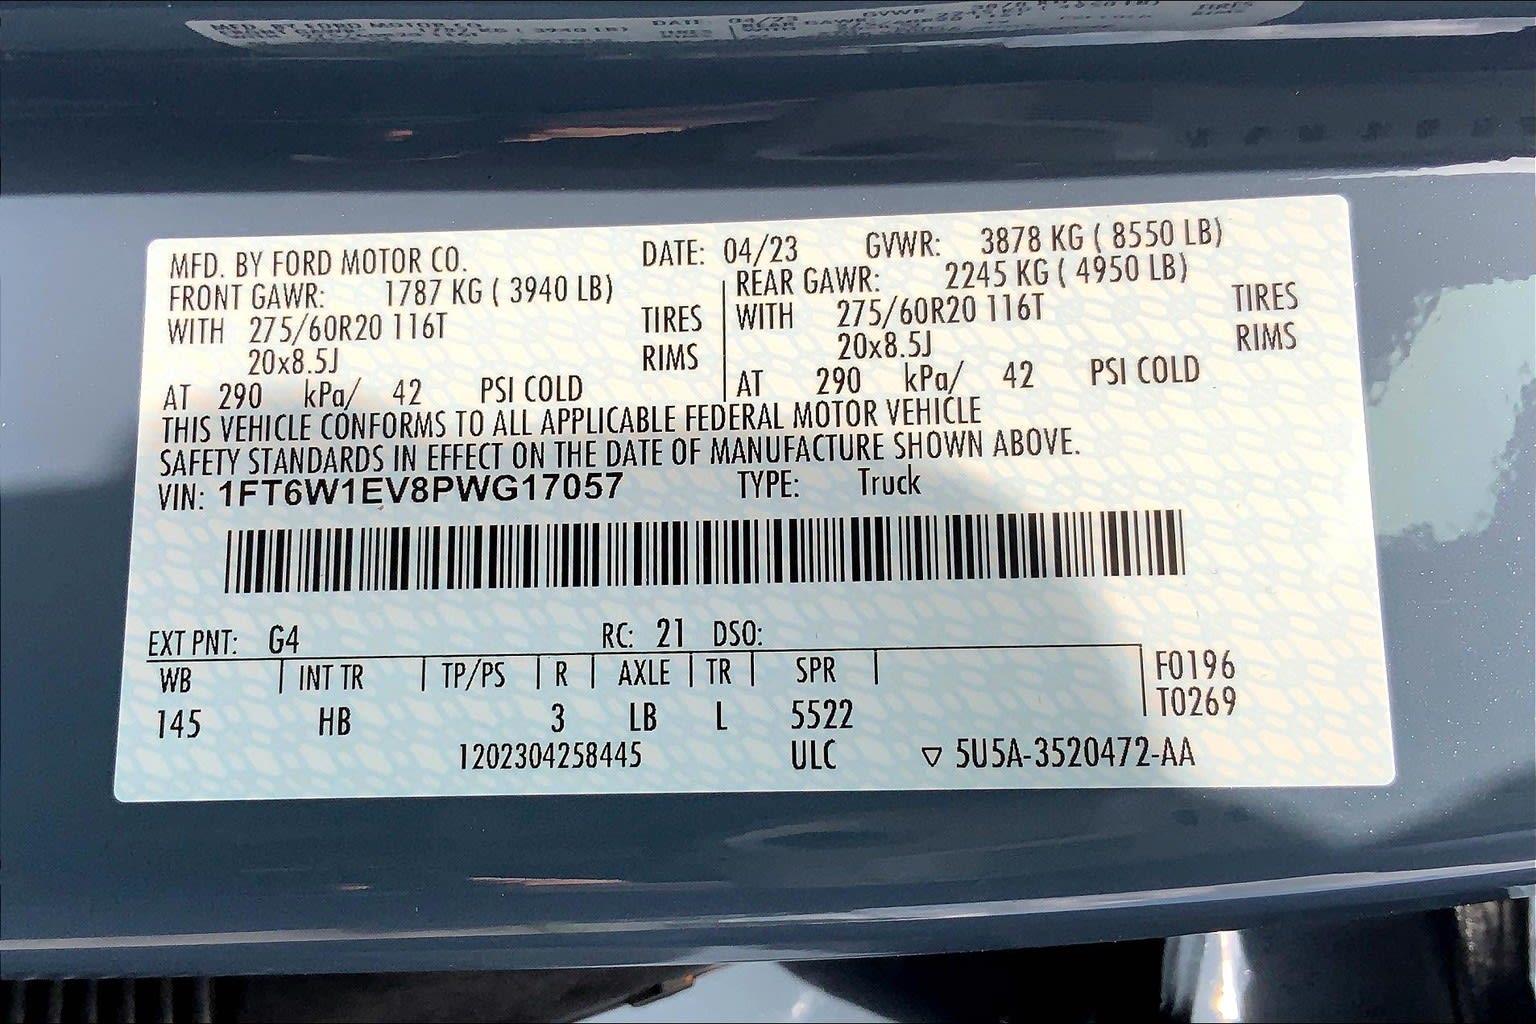 MFD. BY FORD MOTOR CO. DATE: 04/23 GVWR: 3878 KG ( 8550 LB)
FRONT GAWR: 1787 KG ( 3940 LB) REAR GAWR: 2245 KG ( 4950 LB)
WITH 275/60R20 116T TIRES WITH 275/60R20 116T TIRES
20x8.5J RIMS 20x8.5J RIMS
AT 290 kPa/ 42 PSI COLD AT 290 kPa/ 42 PSI COLD
THIS VEHICLE CONFORMS TO ALL APPLICABLE FEDERAL MOTOR VEHICLE
SAFETY STANDARDS IN EFFECT ON THE DATE OF MANUFACTURE SHOWN ABOVE.
VIN: 1FT6W1EV8PWG17057 TYPE: Truck
EXT PNT: G4 RC: 21 DSO:
WB INT TR TP/PS R AXLE TR SPR F0196
145 HB 3 LB L 5522 T0269
1202304258445 ULC ▽ 5U5A-3520472-AA